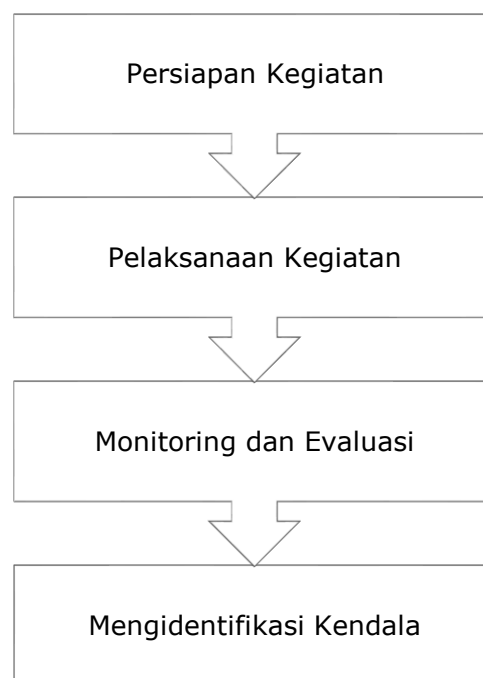 Persiapan Kegiatan
Pelaksanaan Kegiatan
Monitoring dan Evaluasi
Mengidentifikasi Kendala